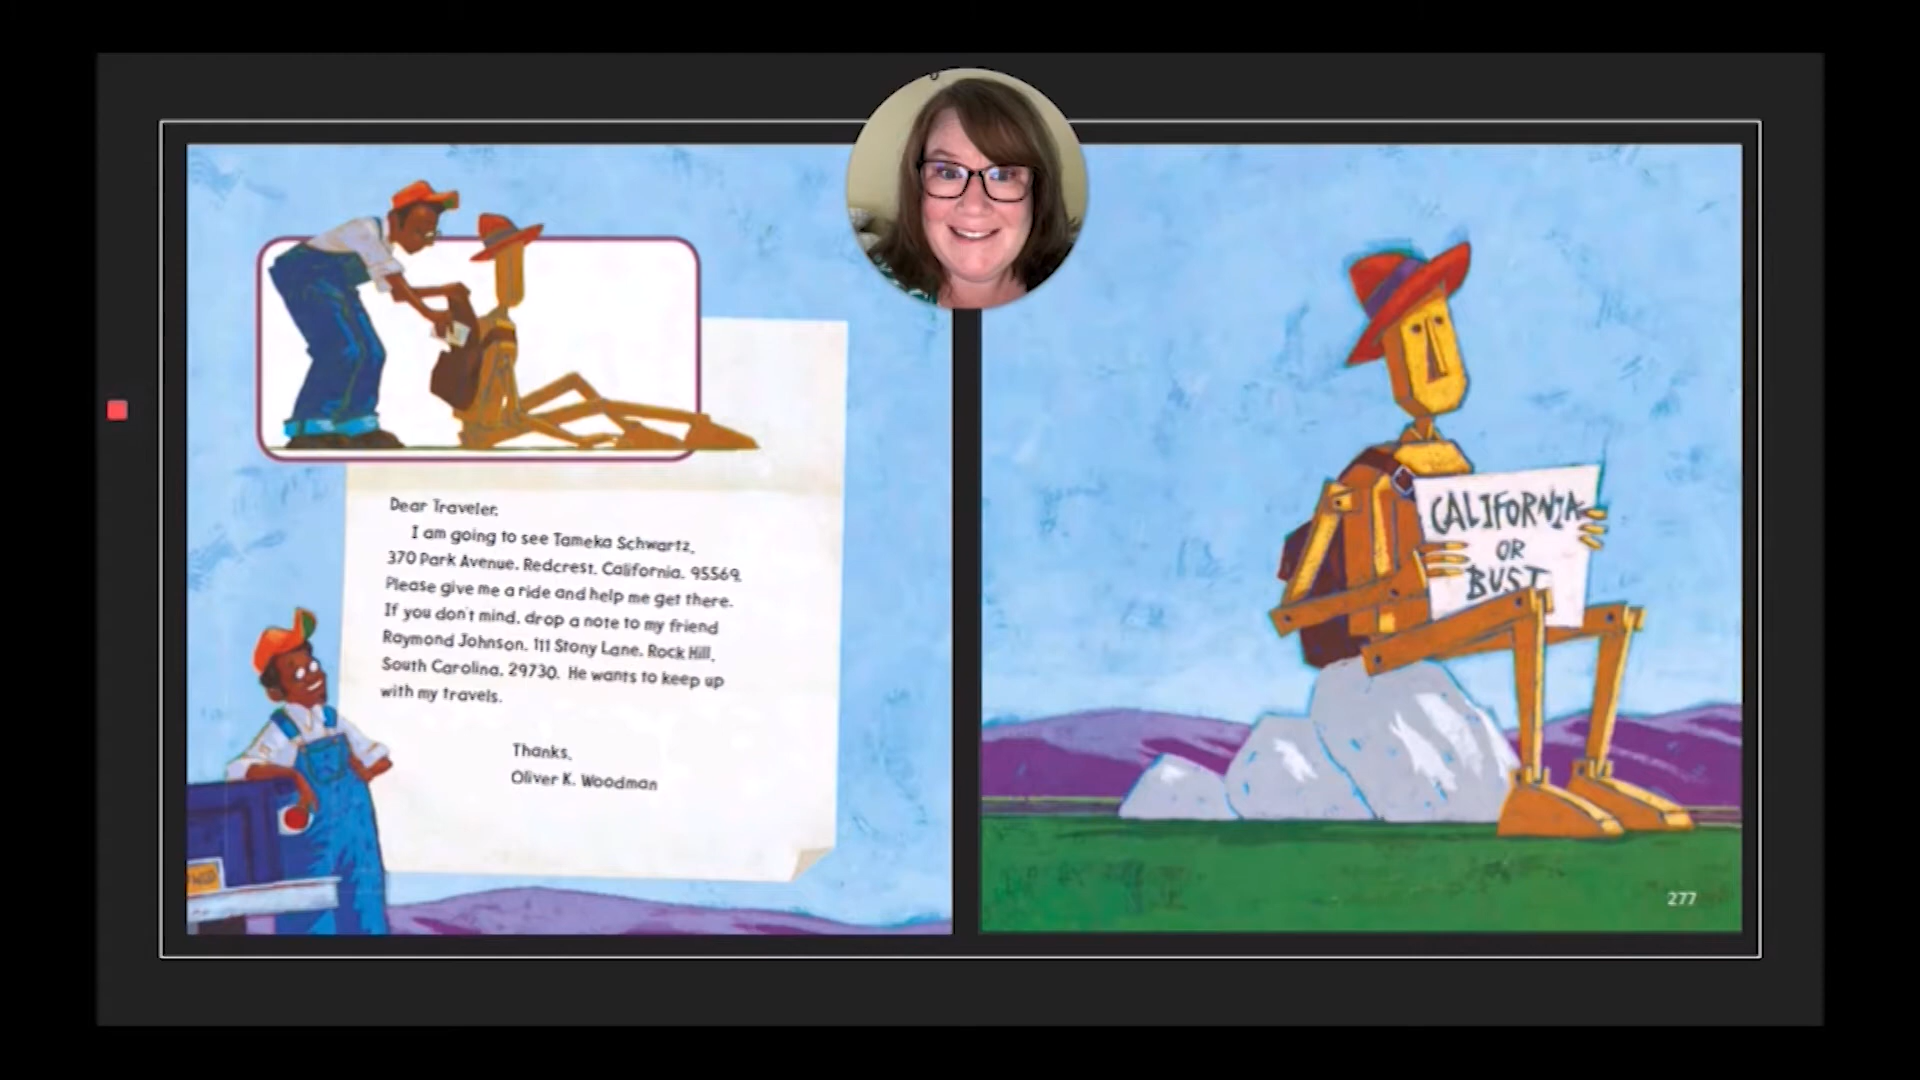 Dear Traveler,
I am going to see Tameka Schwartz,
370 Park Avenue, Redcrest, California, 95569.
Please give me a ride and help me get there.
If you don't mind, drop a note to my friend
Raymond Johnson, 111 Stony Lane, Rock Hill,
South Carolina, 29730. He wants to keep up
with my travels.
Thanks,
Oliver K. Woodman
CALIFORNIA
OR
BUST
277